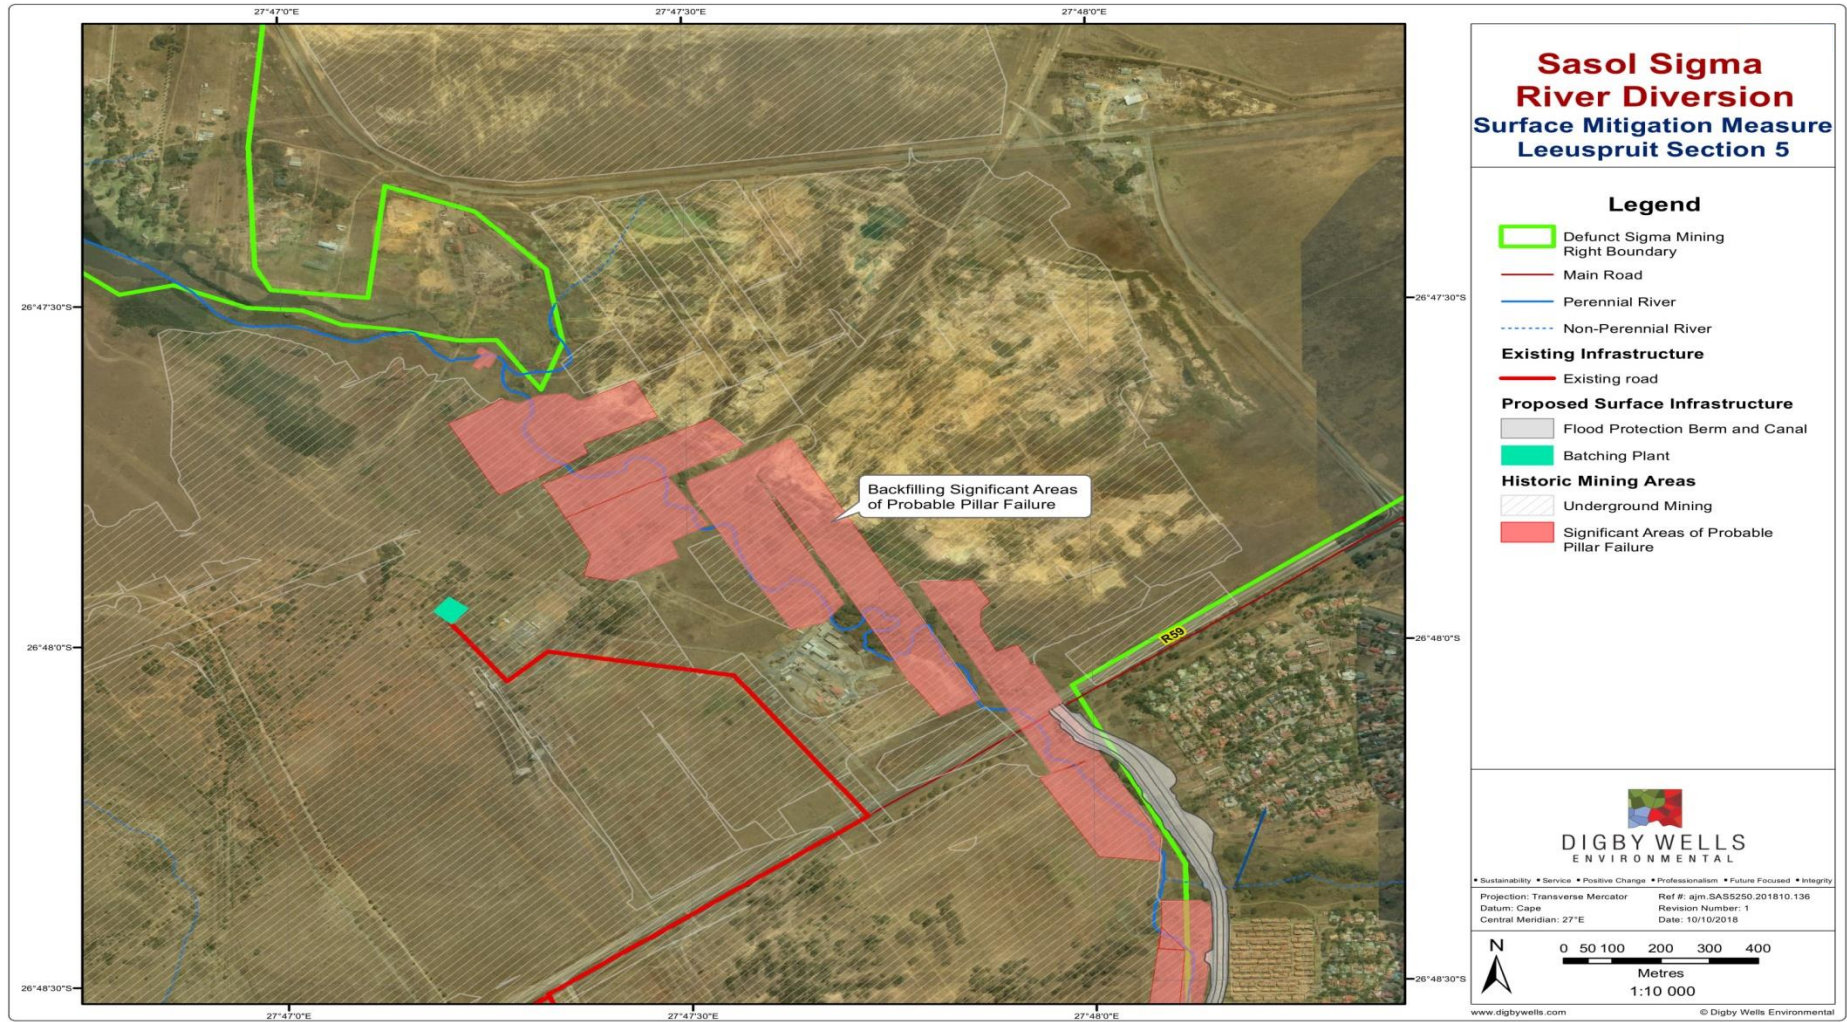 27°47'0"E
27°47'30"E
28°48'0"E
26°47'30"S
26°48'0"S
26°48'30"S
26°47'30"S
26°48'0"S
26°48'30"S
27°47'0"E
27°47'30"E
27°48'0"E
Backfilling Significant Areas
of Probable Pillar Failure
R59
Sasol Sigma
River Diversion
Surface Mitigation Measure
Leeuspruit Section 5
Legend
Defunct Sigma Mining
Right Boundary
Main Road
Perennial River
Non-Perennial River
Existing Infrastructure
Existing road
Proposed Surface Infrastructure
Flood Protection Berm and Canal
Batching Plant
Historic Mining Areas
Underground Mining
Significant Areas of Probable
Pillar Failure
DIGBY WELLS
ENVIRONMENTAL
• Sustainability • Service • Positive Change • Professionalism • Future Focused • Integrity
Projection: Transverse Mercator
Datum: Cape
Central Meridian: 27°E
Ref #: ajm.SAS5250.201810.136
Revision Number: 1
Date: 10/10/2018
N
0 50 100 200 300 400
Metres
1:10 000
www.digbywells.com
© Digby Wells Environmental